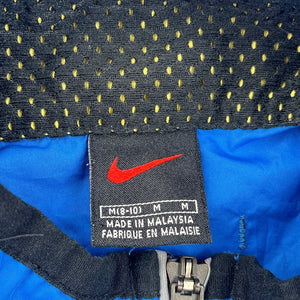 M(8-10) M M
MADE IN MALAYSIA
FABRIQUE EN MALAISIE